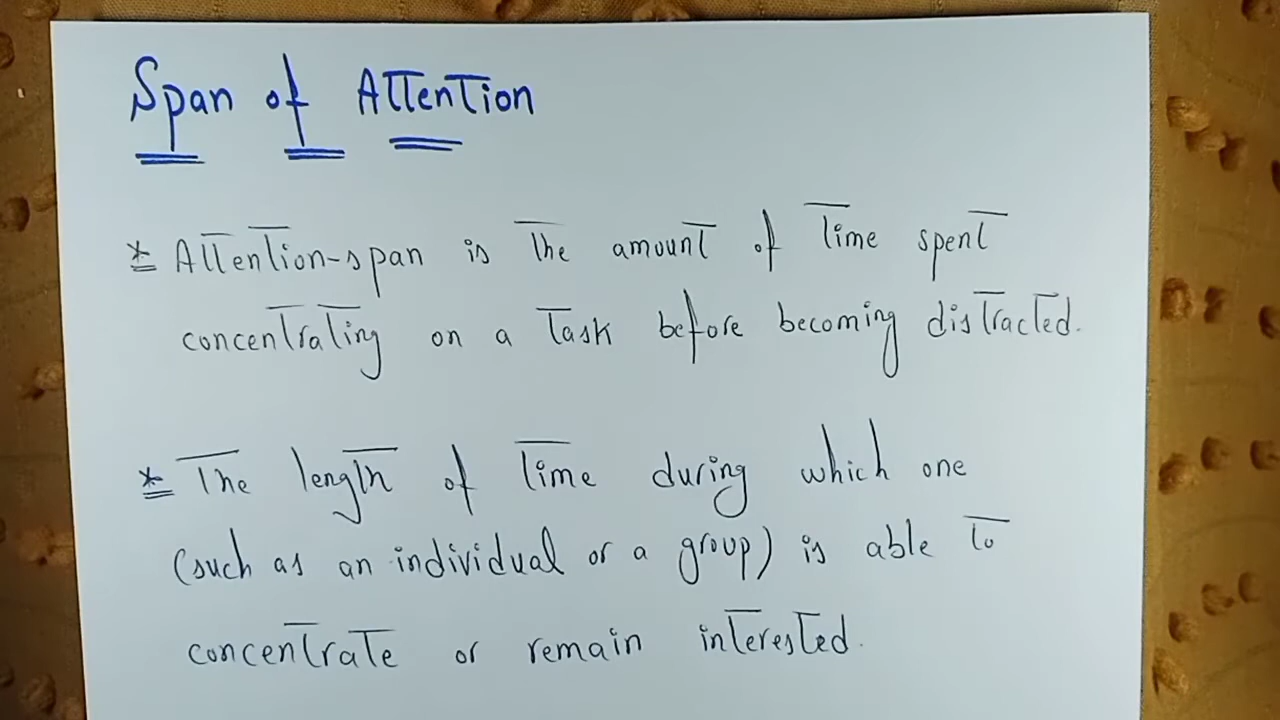 Span of Attention
* Attention-span is the amount of time spent
concentrating on a task before becoming distracted.
* The length of time during which one
(such as an individual or a group) is able to
concentrate or remain interested.